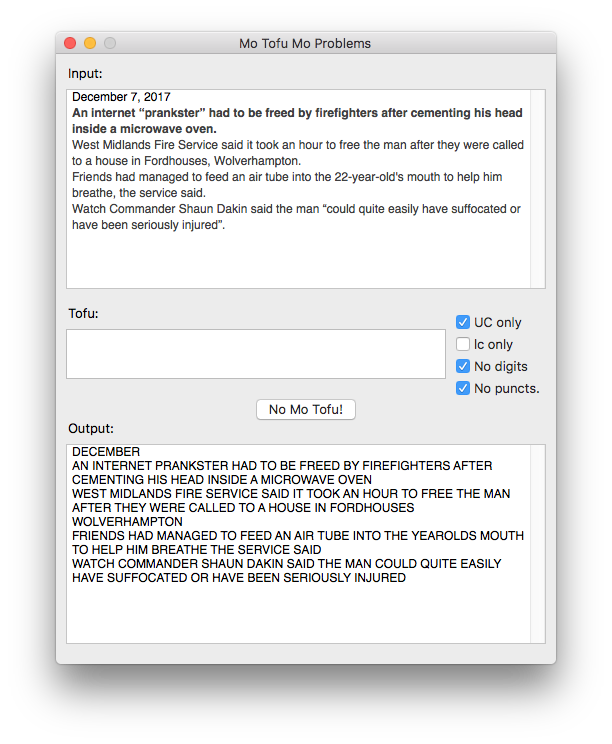 Mo Tofu Mo Problems
Input:
December 7, 2017
An internet “prankster” had to be freed by firefighters after cementing his head
inside a microwave oven.
West Midlands Fire Service said it took an hour to free the man after they were called
to a house in Fordhouses, Wolverhampton.
Friends had managed to feed an air tube into the 22-year-old's mouth to help him
breathe, the service said.
Watch Commander Shaun Dakin said the man “could quite easily have suffocated or
have been seriously injured”.
Tofu:
UC only
lc only
No digits
No puncts.
No Mo Tofu!
Output:
DECEMBER
AN INTERNET PRANKSTER HAD TO BE FREED BY FIREFIGHTERS AFTER
CEMENTING HIS HEAD INSIDE A MICROWAVE OVEN
WEST MIDLANDS FIRE SERVICE SAID IT TOOK AN HOUR TO FREE THE MAN
AFTER THEY WERE CALLED TO A HOUSE IN FORDHOUSES
WOLVERHAMPTON
FRIENDS HAD MANAGED TO FEED AN AIR TUBE INTO THE YEAROLDS MOUTH
TO HELP HIM BREATHE THE SERVICE SAID
WATCH COMMANDER SHAUN DAKIN SAID THE MAN COULD QUITE EASILY
HAVE SUFFOCATED OR HAVE BEEN SERIOUSLY INJURED